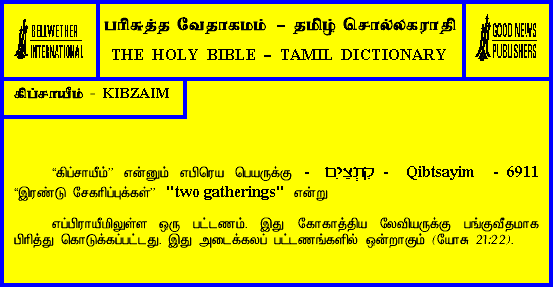 BELLWETHER
INTERNATIONAL
பரிசுத்த வேதாகமம் – தமிழ் சொல்லகராதி
THE HOLY BIBLE – TAMIL DICTIONARY
GOOD NEWS
PUBLISHERS
கிப்சாயீம் - KIBZAIM
“கிப்சாயீம்” என்னும் எபிரெய பெயருக்கு - קִתְצַיִם - Qibtsayim - 6911
“இரண்டு சேகரிப்புக்கள்” "two gatherings" என்று
எப்பிராயீமிலுள்ள ஒரு பட்டணம். இது கோகாத்திய லேவியருக்கு பங்குவீதமாக
பிரித்து கொடுக்கப்பட்டது. இது அடைக்கலப் பட்டணங்களில் ஒன்றாகும் (யோசு 21:22).